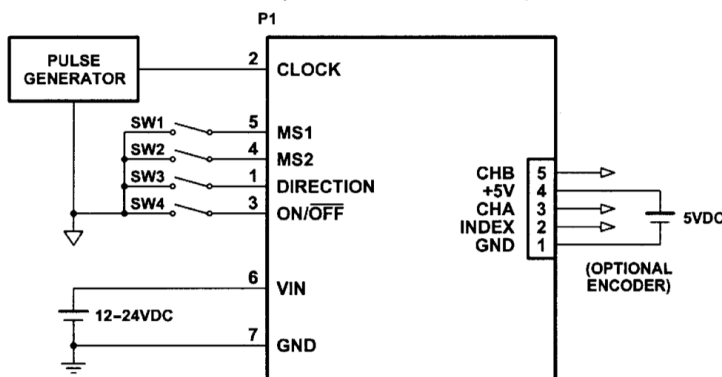 P1
PULSE
GENERATOR
2 CLOCK
SW1 5 MS1
SW2 4 MS2
SW3 1 DIRECTION
SW4 3 ON/OFF
6 VIN
12–24VDC
7 GND
CHB 5
+5V 4
CHA 3
INDEX 2
GND 1
5VDC
(OPTIONAL
ENCODER)